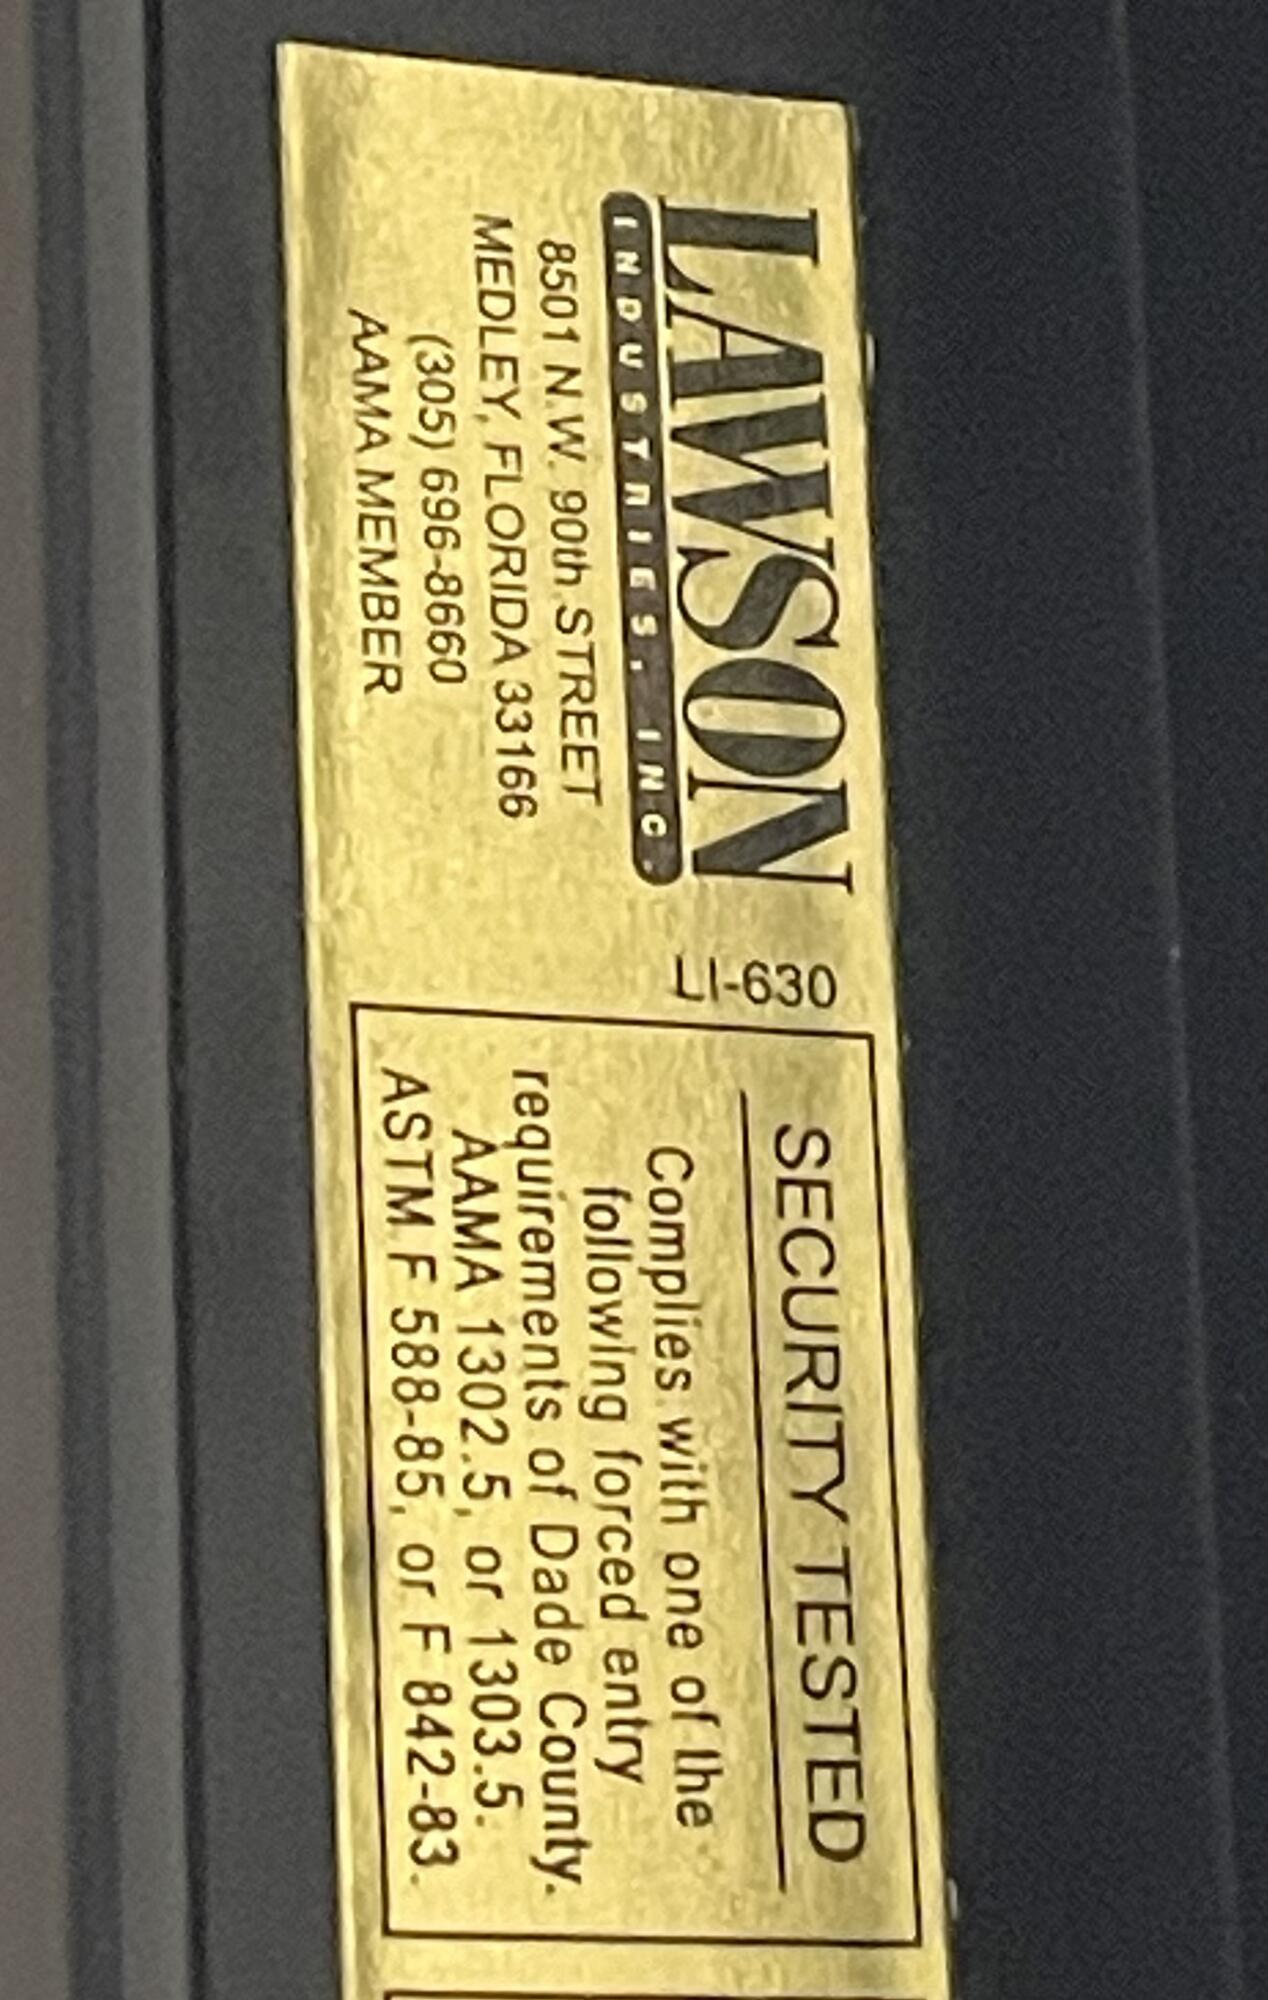 LAWSON
INDUSTRIES, INC.
8501 N.W. 90th STREET
MEDLEY, FLORIDA 33166
(305) 696-8660
AAMA MEMBER
LI-630
SECURITY TESTED
Complies with one of the
following forced entry
requirements of Dade County.
AAMA 1302.5, or 1303.5.
ASTM F 588-85, or F 842-83.